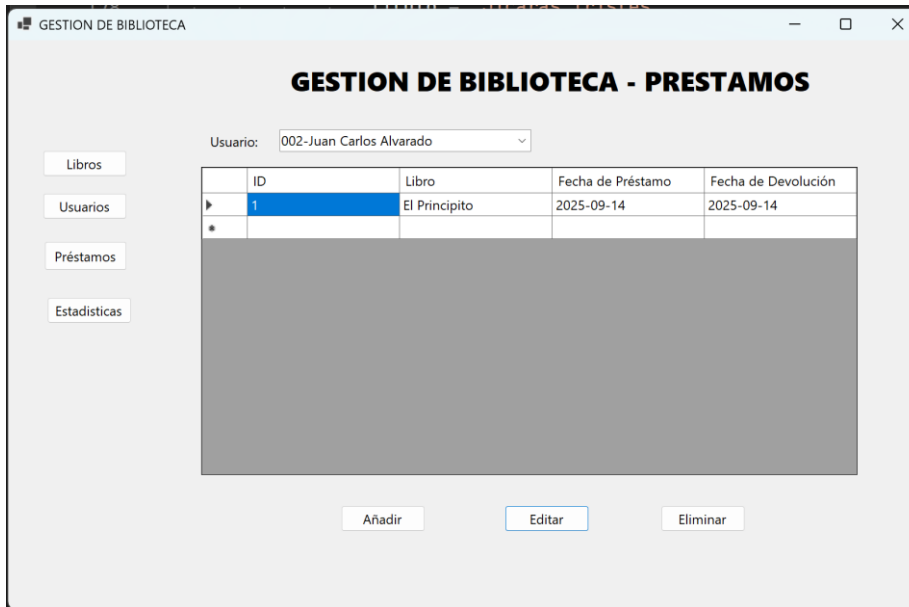 GESTION DE BIBLIOTECA
GESTION DE BIBLIOTECA - PRESTAMOS
Usuario: 002-Juan Carlos Alvarado
Libros
Usuarios
Préstamos
Estadisticas
ID Libro Fecha de Préstamo Fecha de Devolución
1 El Principito 2025-09-14 2025-09-14
Añadir Editar Eliminar